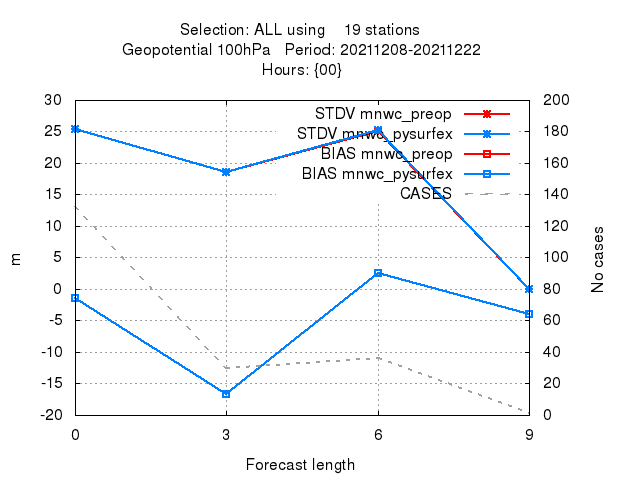 Selection: ALL using 19 stations
Geopotential 100hPa Period: 20211208-20211222
Hours: {00}
30 200
STDV mnwc_preop
25 180
STDV mnwc_pysurfex
20 160
BIAS mnwc_preop
BIAS mnwc_pysurfex
15 140
CASES
10 120
5 100
0 80
-5 60
-10 40
-15 20
-20 0
m
No cases
0 3 6 9
Forecast length